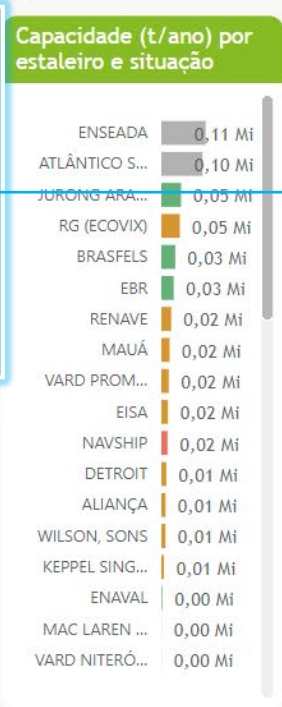 Capacidade (t/ano) por
estaleiro e situação
ENSEADA 0,11 Mi
ATLÂNTICO S... 0,10 Mi
JURONG ARA... 0,05 Mi
RG (ECOVIX) 0,05 Mi
BRASFELS 0,03 Mi
EBR 0,03 Mi
RENAVE 0,02 Mi
MAUÁ 0,02 Mi
VARD PROM... 0,02 Mi
EISA 0,02 Mi
NAVSHIP 0,02 Mi
DETROIT 0,01 Mi
ALIANÇA 0,01 Mi
WILSON, SONS 0,01 Mi
KEPPEL SING... 0,01 Mi
ENAVAL 0,00 Mi
MAC LAREN ... 0,00 Mi
VARD NITERÓ... 0,00 Mi